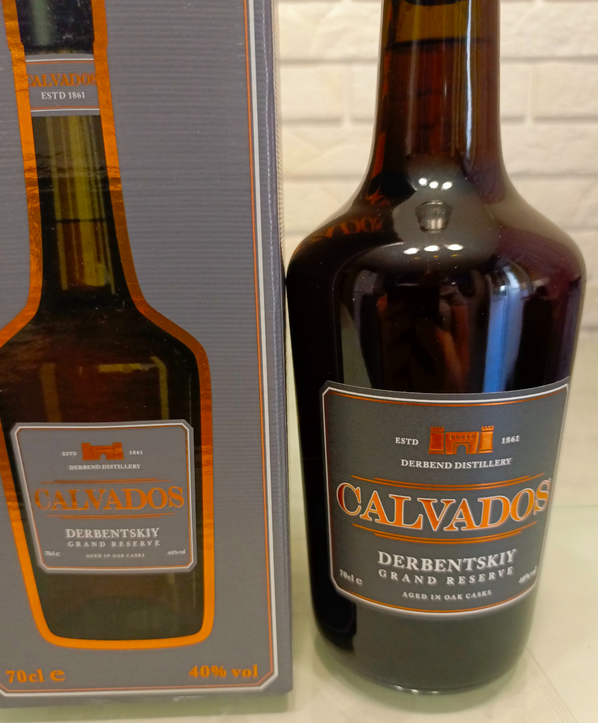 CALVADOS
ESTD 1861
ESTD 1861
DERBEND DISTILLERY
CALVADOS
DERBENTSKIY
GRAND RESERVE
70cl e 40% vol
AGED IN OAK CASKS
70cl e 40% vol
ESTD 1861
DERBEND DISTILLERY
CALVADOS
DERBENTSKIY
GRAND RESERVE
70cl e 40% vol
AGED IN OAK CASKS